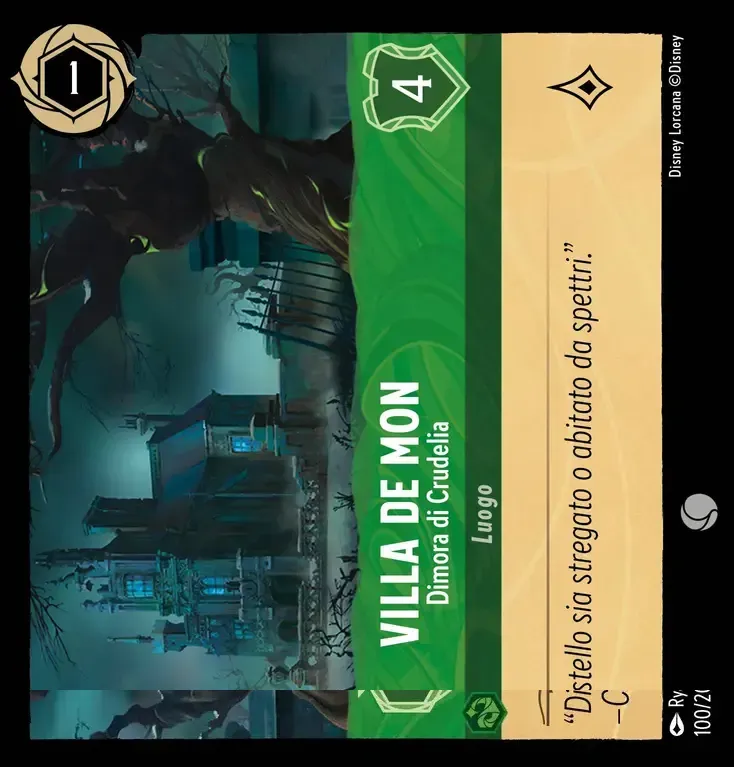 1
4
VILLA DE MON
Dimora di Crudelia
Luogo
“Distello sia stregato o abitato da spettri.”
–C
Ry
100/20
Disney Lorcana ©Disney